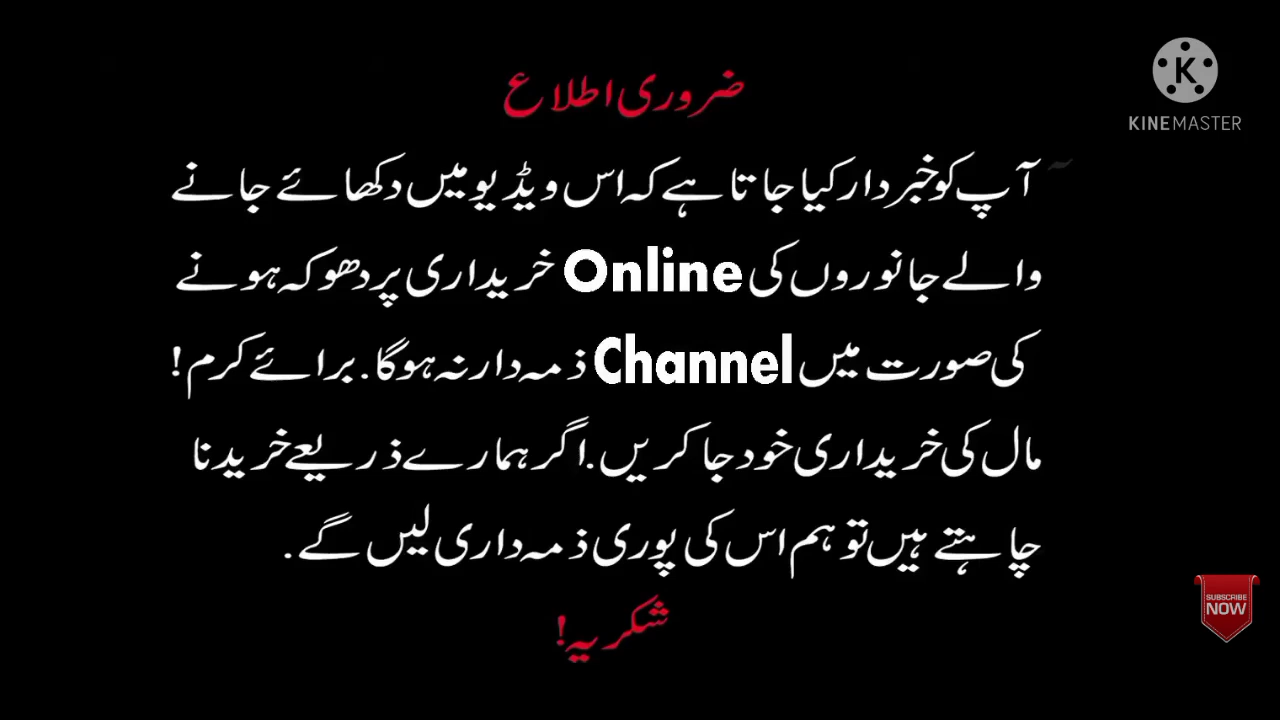 ضروری اطلاع
KINEMASTER
آپ کو خبردار کیا جاتا ہے کہ اس ویڈیو میں دکھائے جانے
والے جانوروں کی Online خریداری پر دھوکہ ہونے
کی صورت میں Channel ذمہ دار نہ ہوگا. برائے کرم!
مال کی خریداری خود جا کریں. اگر ہمارے ذریعے خریدنا
چاہتے ہیں تو ہم اس کی پوری ذمہ داری لیں گے.
SUBSCRIBE
NOW
شکریہ!